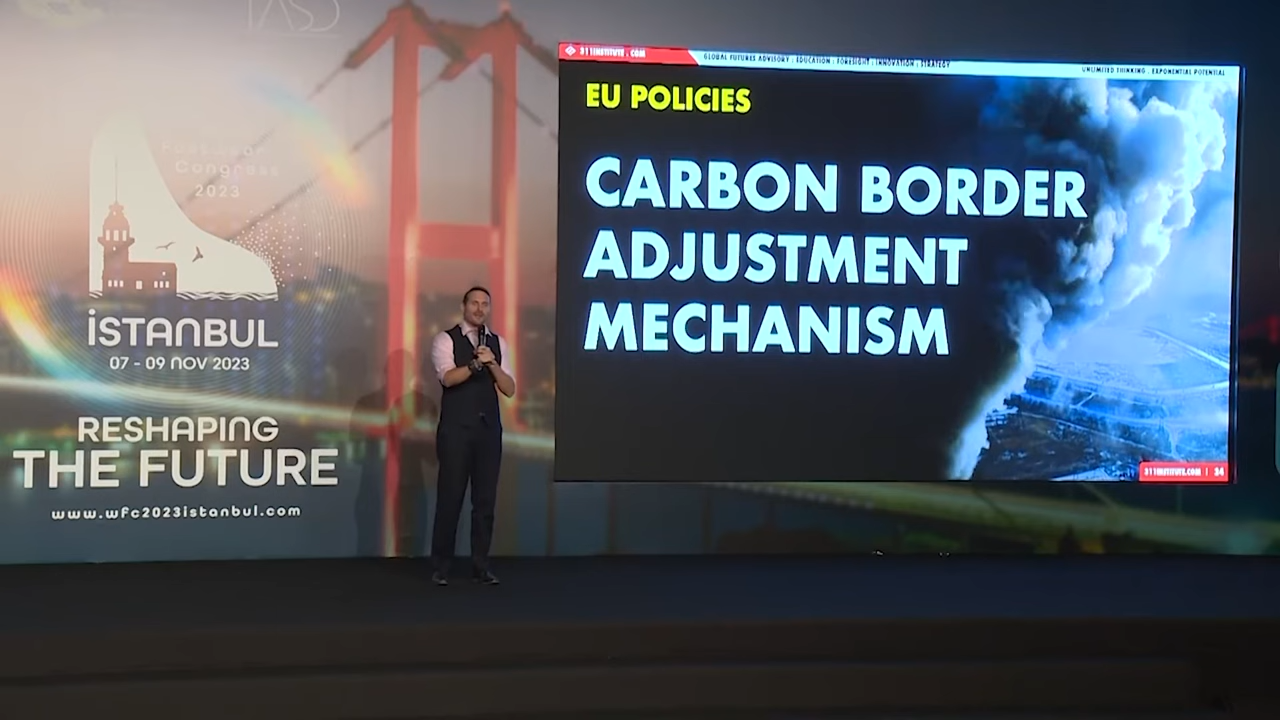 TASD
Congress
2023
İSTANBUL
07 - 09 NOV 2023
RESHAPING
THE FUTURE
www.wfc2023istanbul.com
311INSTITUTE . COM
GLOBAL FUTURES ADVISORY . EDUCATION . FORESIGHT . INNOVATION . STRATEGY
UNLIMITED THINKING . EXPONENTIAL POTENTIAL
EU POLICIES
CARBON BORDER
ADJUSTMENT
MECHANISM
311INSTITUTE.COM | 34